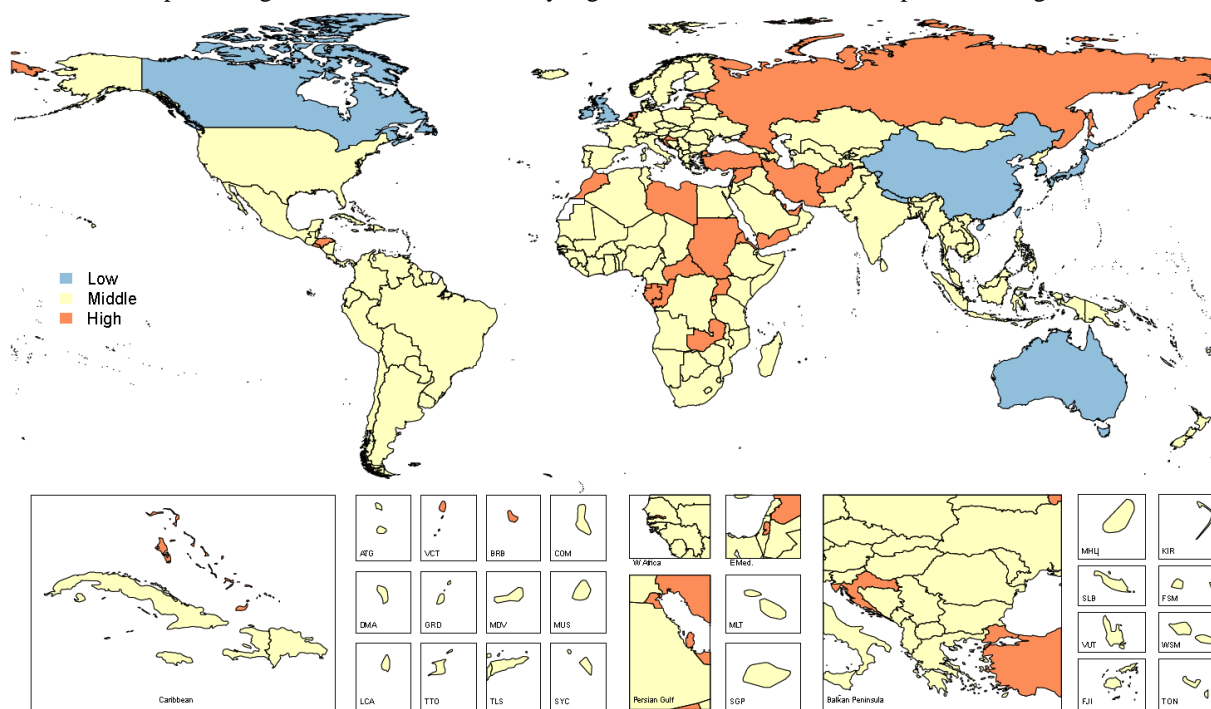 Low
Middle
High
ATG
VCT
BRB
COM
W Africa
E Med.
MHL
KIR
DMA
GRD
MDV
MUS
MLT
SLB
FSM
VUT
WSM
LCA
TTO
TLS
SYC
SGP
FJI
TON
Caribbean
Persian Gulf
Balkan Peninsula